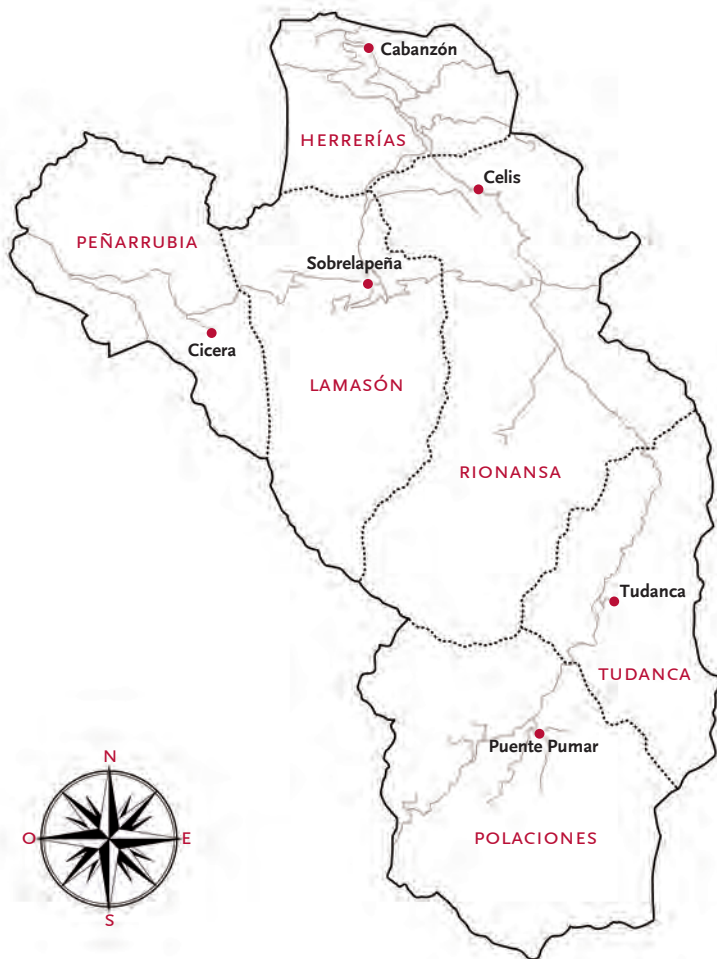 Cabanzón
HERRERÍAS
Celis
PEÑARRUBIA
Sobrelapeña
Cicera
LAMASÓN
RIONANSA
Tudanca
TUDANCA
Puente Pumar
POLACIONES
N
O
E
S